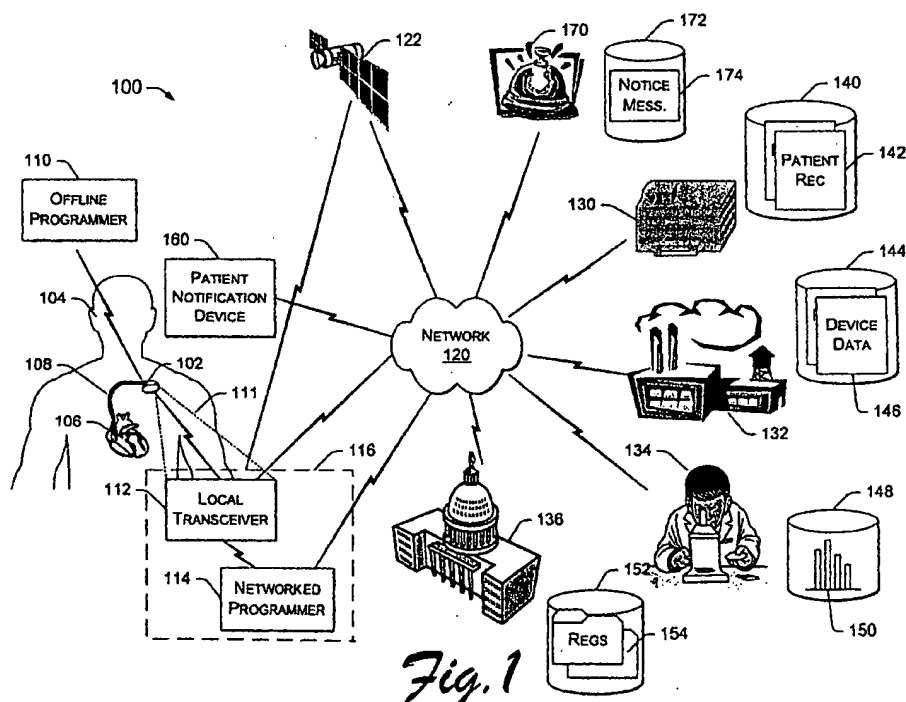 122
170
172
NOTICE
MESS.
174
100
140
PATIENT
REC
142
110
OFFLINE
PROGRAMMER
130
160
PATIENT
NOTIFICATION
DEVICE
144
DEVICE
DATA
146
104
NETWORK
120
102
108
111
106
132
116
134
112
LOCAL
TRANSCEIVER
136
148
114
NETWORKED
PROGRAMMER
152
REGS
154
150
Fig. 1